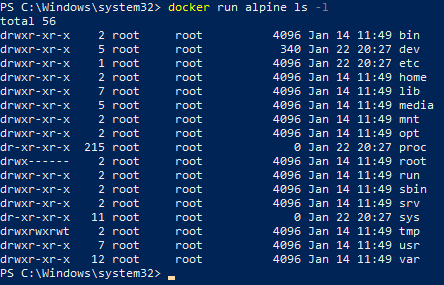 PS C:\Windows\system32> docker run alpine ls -l
total 56
drwxr-xr-x    2 root     root          4096 Jan 14 11:49 bin
drwxr-xr-x    5 root     root           340 Jan 22 20:27 dev
drwxr-xr-x    1 root     root          4096 Jan 22 20:27 etc
drwxr-xr-x    2 root     root          4096 Jan 14 11:49 home
drwxr-xr-x    7 root     root          4096 Jan 14 11:49 lib
drwxr-xr-x    5 root     root          4096 Jan 14 11:49 media
drwxr-xr-x    2 root     root          4096 Jan 14 11:49 mnt
drwxr-xr-x    2 root     root          4096 Jan 14 11:49 opt
dr-xr-xr-x  215 root     root             0 Jan 22 20:27 proc
drwx------    2 root     root          4096 Jan 14 11:49 root
drwxr-xr-x    2 root     root          4096 Jan 14 11:49 run
drwxr-xr-x    2 root     root          4096 Jan 14 11:49 sbin
drwxr-xr-x    2 root     root          4096 Jan 14 11:49 srv
dr-xr-xr-x   11 root     root             0 Jan 22 20:27 sys
drwxrwxrwt    2 root     root          4096 Jan 14 11:49 tmp
drwxr-xr-x    7 root     root          4096 Jan 14 11:49 usr
drwxr-xr-x   12 root     root          4096 Jan 14 11:49 var
PS C:\Windows\system32>